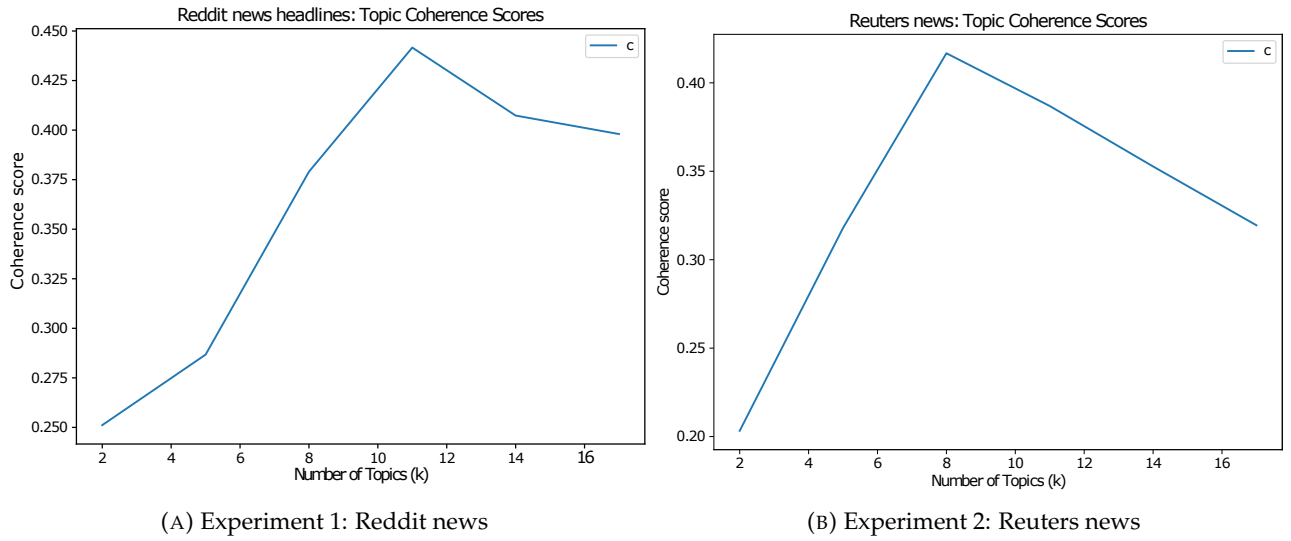 Reddit news headlines: Topic Coherence Scores
c
0.450
0.425
0.400
0.375
0.350
0.325
0.300
0.275
0.250
Coherence score
2 4 6 8 10 12 14 16
Number of Topics (k)
(A) Experiment 1: Reddit news
Reuters news: Topic Coherence Scores
c
0.40
0.35
0.30
0.25
0.20
Coherence score
2 4 6 8 10 12 14 16
Number of Topics (k)
(B) Experiment 2: Reuters news